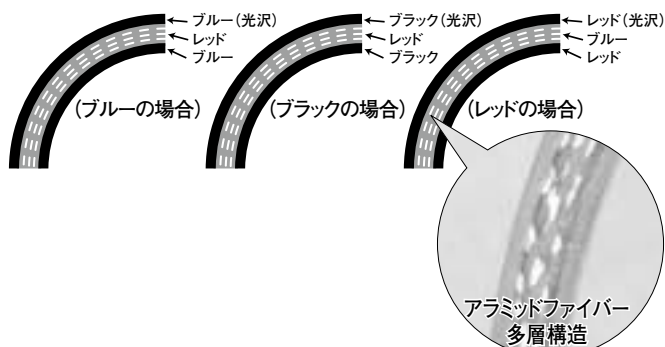 ブルー(光沢)
レッド
ブルー
(ブルーの場合)
ブラック(光沢)
レッド
ブラック
(ブラックの場合)
レッド(光沢)
ブルー
レッド
(レッドの場合)
アラミッドファイバー
多層構造